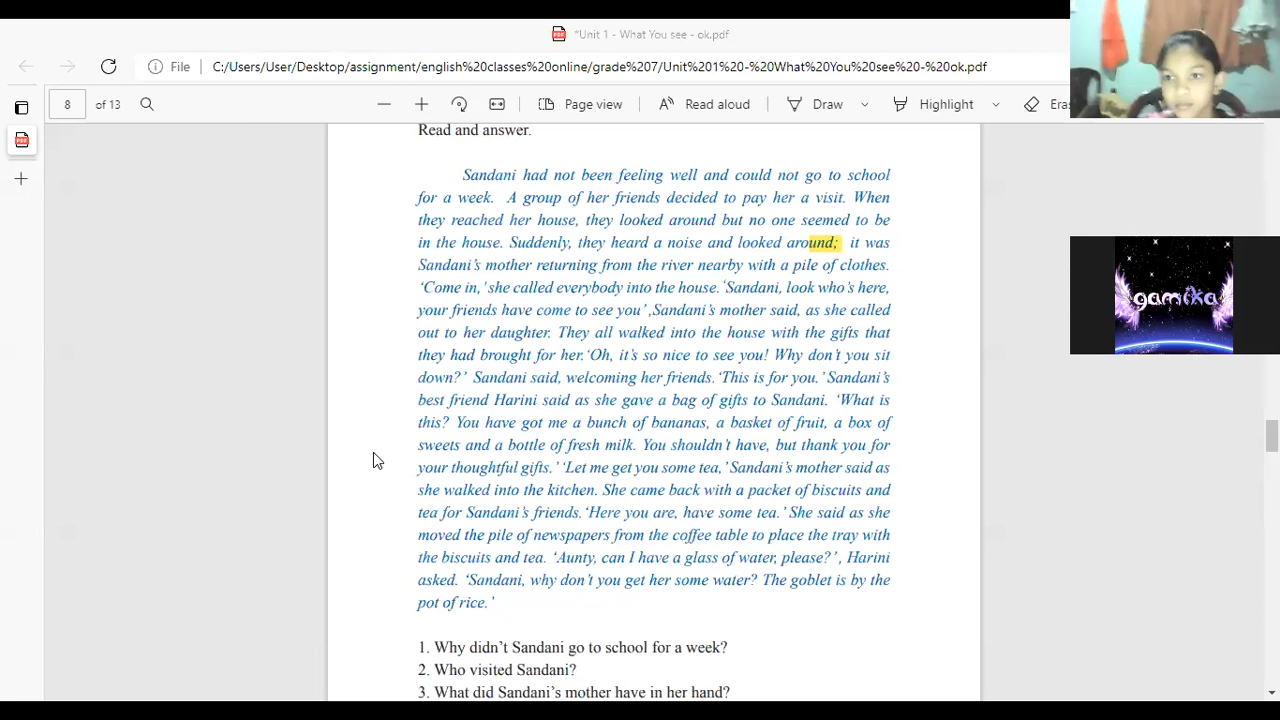 *Unit 1 - What You see - ok.pdf
File C:/Users/User/Desktop/assignment/english%20classes%20online/grade%207/Unit%201%20-%20What%20You%20see%20-%20ok.pdf
8 of 13 Page view Read aloud Draw Highlight Eras
Read and answer.
Sandani had not been feeling well and could not go to school
for a week. A group of her friends decided to pay her a visit. When
they reached her house, they looked around but no one seemed to be
in the house. Suddenly, they heard a noise and looked around; it was
Sandani's mother returning from the river nearby with a pile of clothes.
'Come in,' she called everybody into the house.'Sandani, look who's here,
your friends have come to see you',Sandani's mother said, as she called
out to her daughter. They all walked into the house with the gifts that
they had brought for her.'Oh, it's so nice to see you! Why don't you sit
down?' Sandani said, welcoming her friends.'This is for you.'Sandani's
best friend Harini said as she gave a bag of gifts to Sandani. 'What is
this? You have got me a bunch of bananas, a basket of fruit, a box of
sweets and a bottle of fresh milk. You shouldn't have, but thank you for
your thoughtful gifts.' 'Let me get you some tea,'Sandani's mother said as
she walked into the kitchen. She came back with a packet of biscuits and
tea for Sandani's friends.'Here you are, have some tea.' She said as she
moved the pile of newspapers from the coffee table to place the tray with
the biscuits and tea. 'Aunty, can I have a glass of water, please?', Harini
asked. 'Sandani, why don't you get her some water? The goblet is by the
pot of rice.'
1. Why didn't Sandani go to school for a week?
2. Who visited Sandani?
3. What did Sandani's mother have in her hand?
gamika